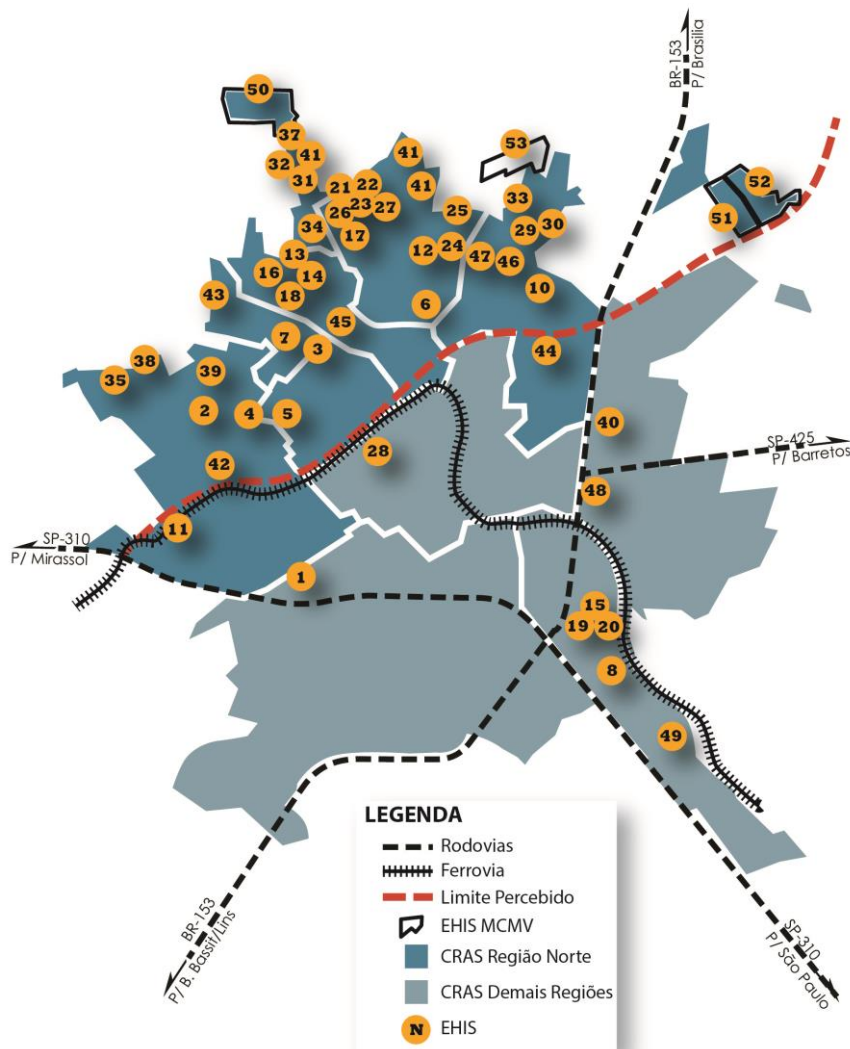 BR-153
P/ Brasilia
50
37
41
32
31
41
53
21
22
41
52
23
27
33
26
25
51
34
17
29
30
13
12
24
47
46
16
14
10
43
18
6
45
7
3
44
38
39
35
2
4
5
40
28
SP-425
P/ Barretos
42
48
11
SP-310
P/ Mirassol
1
15
19
20
8
49
LEGENDA
Rodovias
Ferrovia
Limite Percebido
EHIS MCMV
CRAS Região Norte
CRAS Demais Regiões
N EHIS
BR-153
P/ B. Bassit/Lins
SP-310
P/ São Paulo